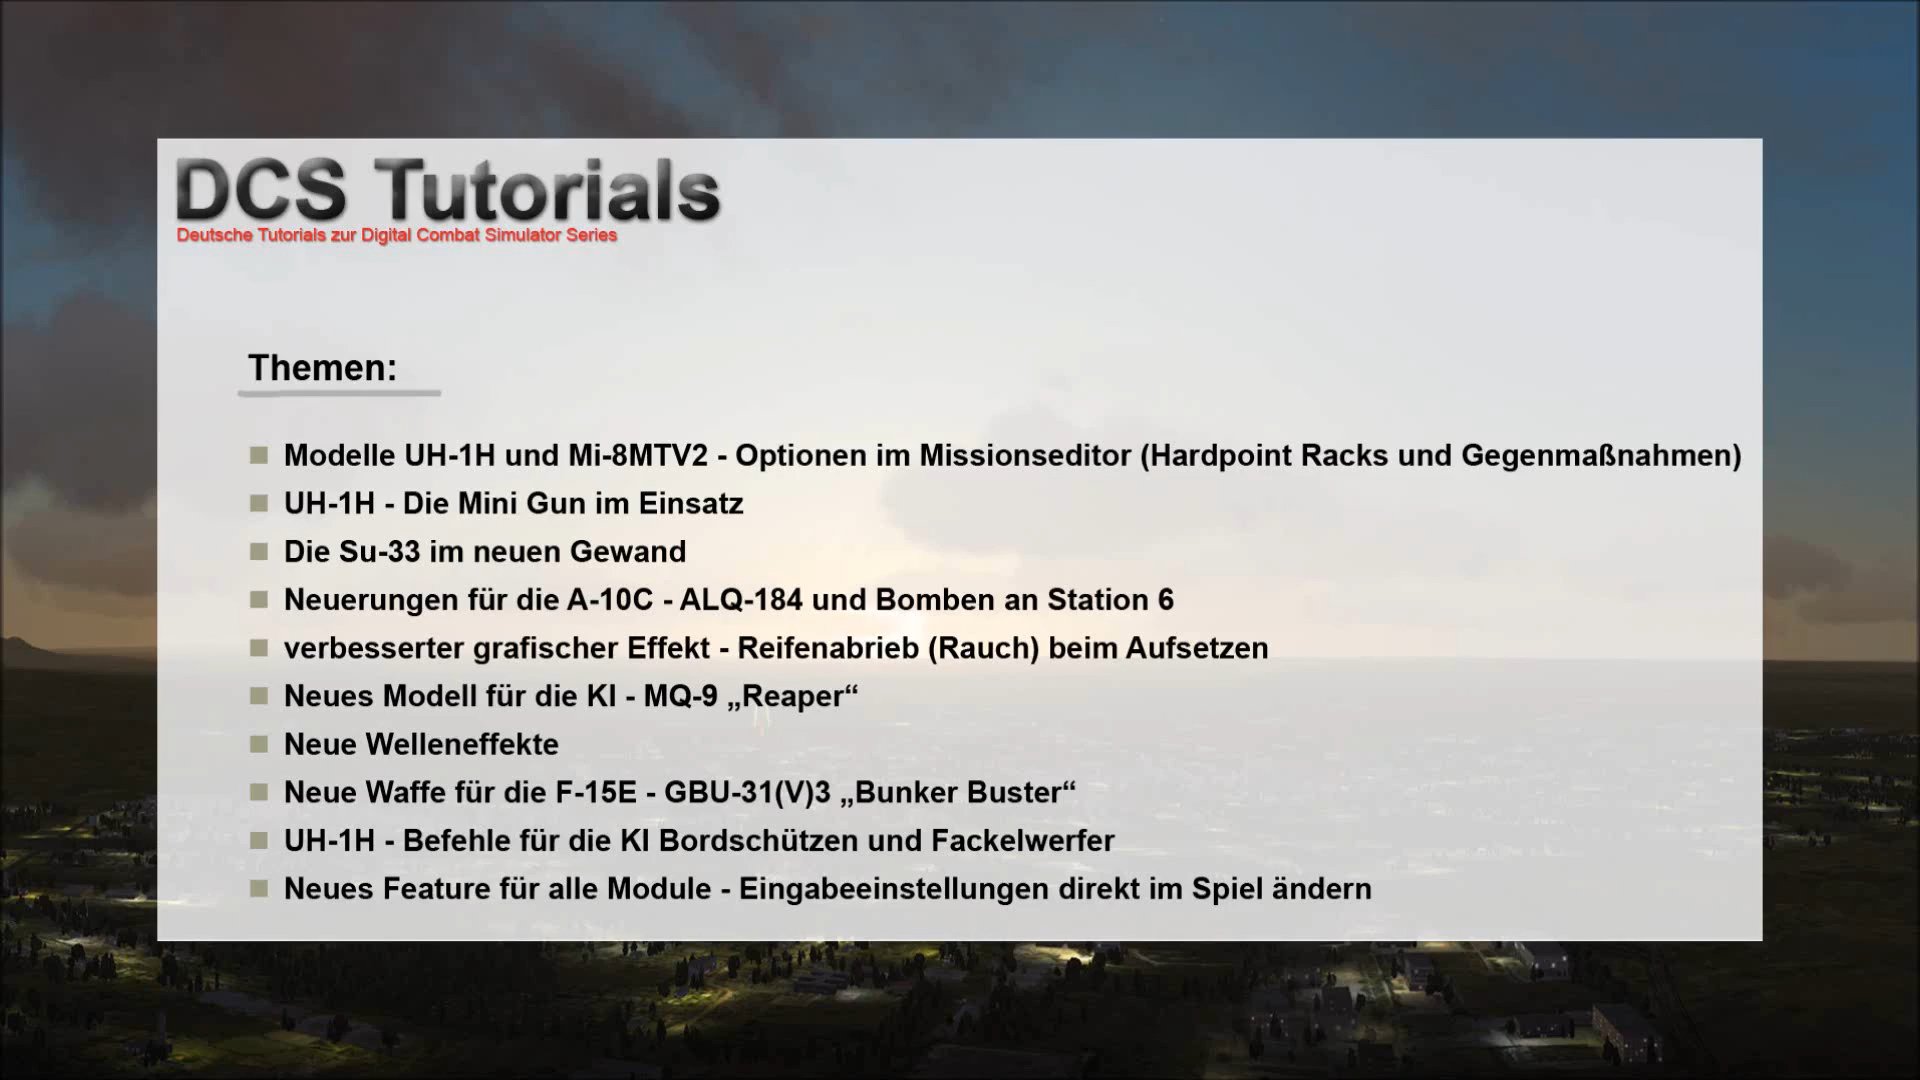 DCS Tutorials
Deutsche Tutorials zur Digital Combat Simulator Series
Themen:
Modelle UH-1H und Mi-8MTV2 - Optionen im Missionseditor (Hardpoint Racks und Gegenmaßnahmen)
UH-1H - Die Mini Gun im Einsatz
Die Su-33 im neuen Gewand
Neuerungen für die A-10C - ALQ-184 und Bomben an Station 6
verbesserter grafischer Effekt - Reifenabrieb (Rauch) beim Aufsetzen
Neues Modell für die KI - MQ-9 „Reaper“
Neue Welleneffekte
Neue Waffe für die F-15E - GBU-31(V)3 „Bunker Buster“
UH-1H - Befehle für die KI Bordschützen und Fackelwerfer
Neues Feature für alle Module - Eingabeeinstellungen direkt im Spiel ändern